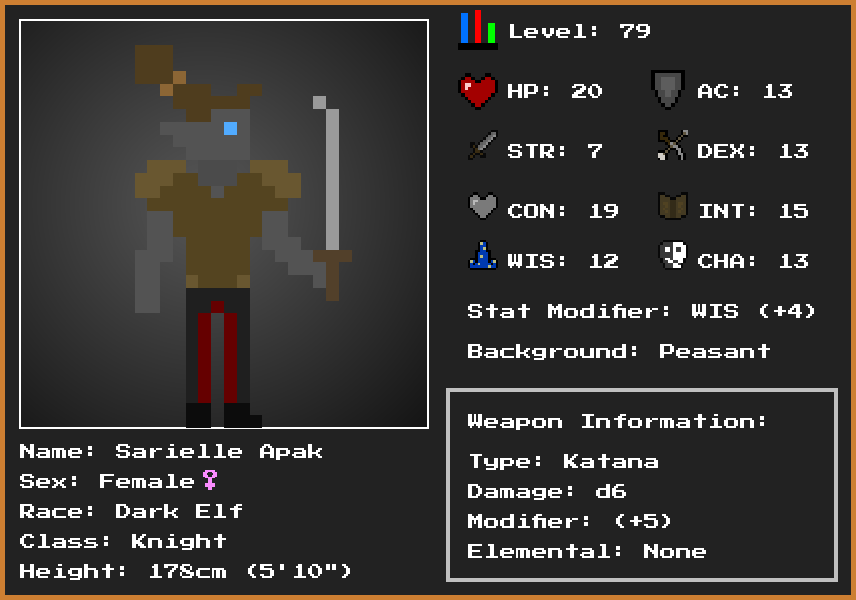 Level: 79
HP: 20 AC: 13
STR: 7 DEX: 13
CON: 19 INT: 15
WIS: 12 CHA: 13
Stat Modifier: WIS (+4)
Background: Peasant
Weapon Information:
Type: Katana
Damage: d6
Modifier: (+5)
Elemental: None
Name: Sarielle Apak
Sex: Female♀
Race: Dark Elf
Class: Knight
Height: 178cm (5'10")